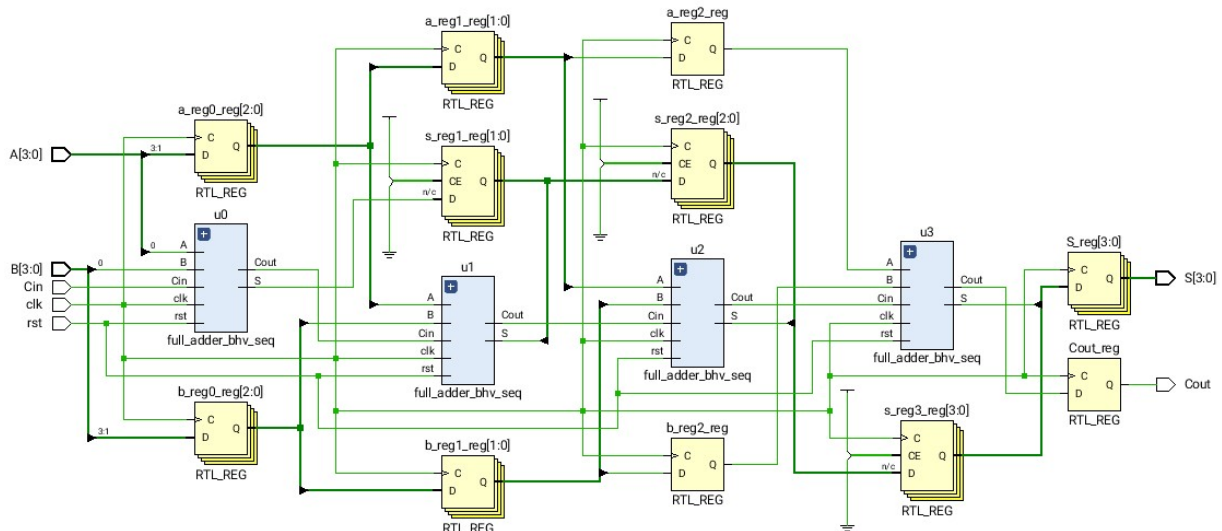 A[3:0]
B[3:0]
Cin
clk
rst
3:1
0
0
3:1
a_reg0_reg[2:0]
C
D
Q
RTL_REG
u0
A
B
Cin
clk
rst
Cout
S
full_adder_bhv_seq
b_reg0_reg[2:0]
C
D
Q
RTL_REG
a_reg1_reg[1:0]
C
D
Q
RTL_REG
s_reg1_reg[1:0]
C
CE
n/c
D
Q
RTL_REG
u1
A
B
Cin
clk
rst
Cout
S
full_adder_bhv_seq
b_reg1_reg[1:0]
C
D
Q
RTL_REG
a_reg2_reg
C
D
Q
RTL_REG
s_reg2_reg[2:0]
C
CE
n/c
D
Q
RTL_REG
u2
A
B
Cin
clk
rst
Cout
S
full_adder_bhv_seq
b_reg2_reg
C
D
Q
RTL_REG
u3
A
B
Cin
clk
rst
Cout
S
full_adder_bhv_seq
s_reg3_reg[3:0]
C
CE
n/c
D
Q
RTL_REG
S_reg[3:0]
C
D
Q
RTL_REG
S[3:0]
Cout_reg
C
D
Q
RTL_REG
Cout